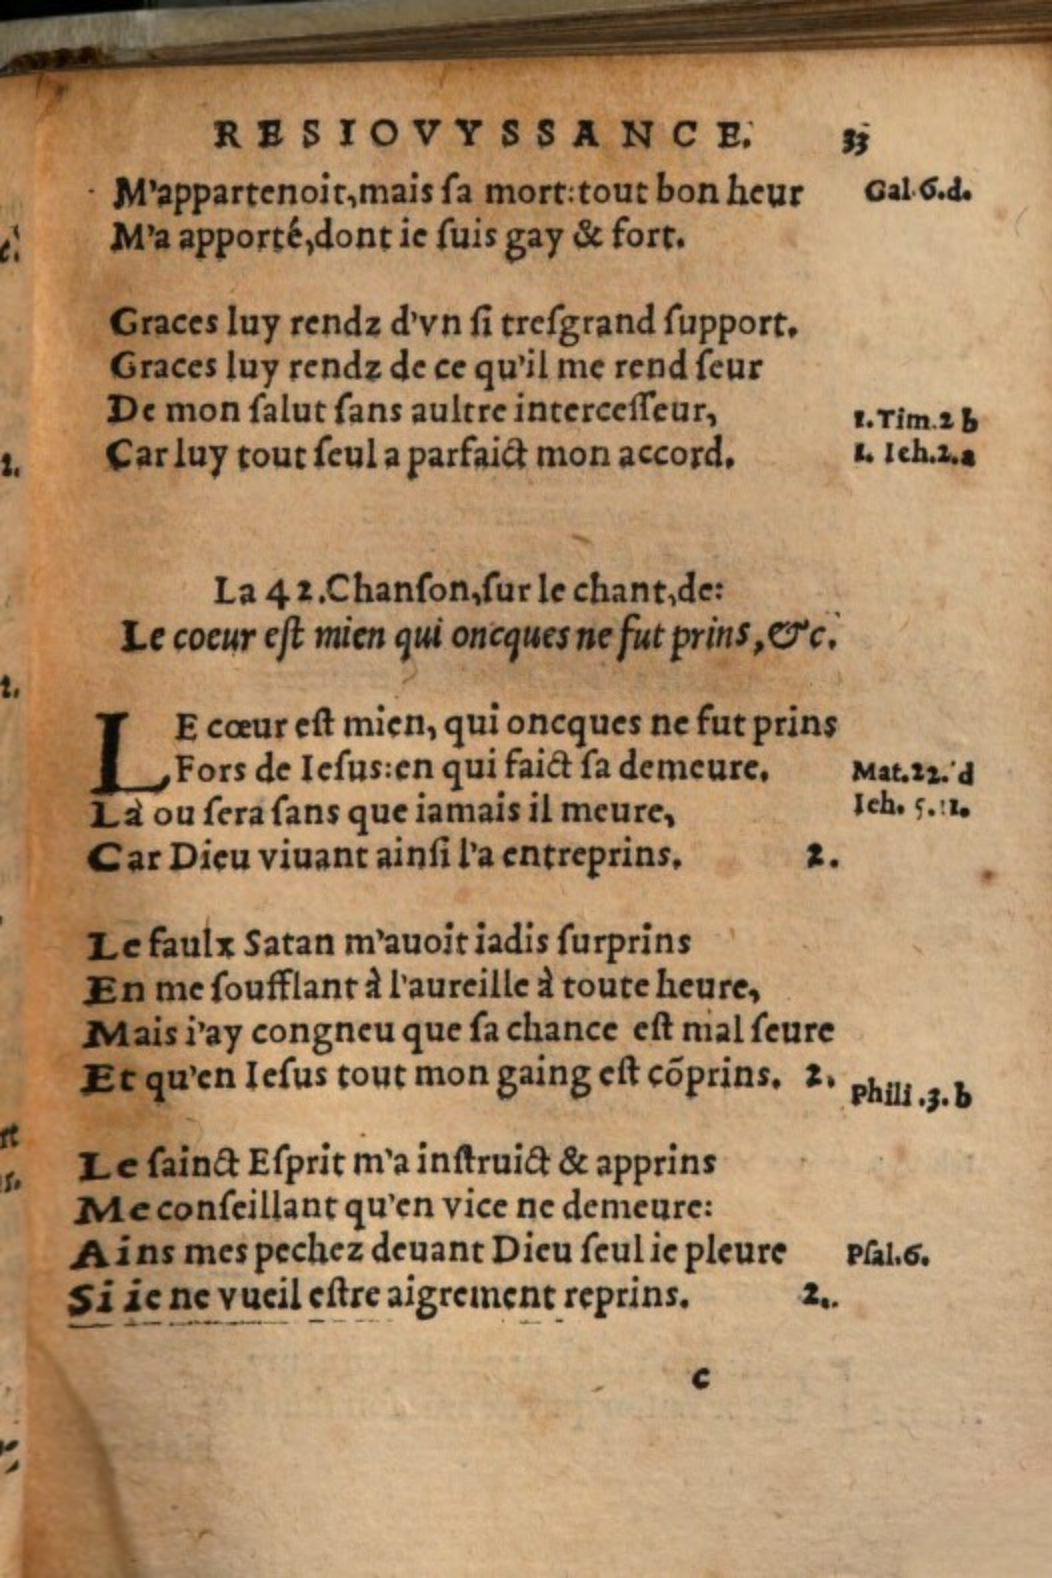 RESIOVYSSANCE. 33
M'appartenoit,mais ſa mort:tout bon heur Gal.6.d.
M'a apporté,dont ie ſuis gay & fort.
Graces luy rendz d'vn ſi treſgrand ſupport.
Graces luy rendz de ce qu'il me rend ſeur
De mon ſalut ſans aultre interceſſeur, 1.Tim.2 b
Car luy tout ſeul a parfaict mon accord. 1. Ieh.2.a
La 42.Chanſon,ſur le chant,de:
Le coeur eſt mien qui oncques ne fut prins,&c.
LE cœur eſt mien, qui oncques ne fut prins
Fors de Ieſus:en qui faict ſa demeure. Mat.22. d
Là ou ſera ſans que iamais il meure, Ieh. 5.
Car Dieu viuant ainſi l'a entreprins. 2.
Le faulx Satan m'auoit iadis ſurprins
En me ſoufflant à l'aureille à toute heure,
Mais i'ay congneu que ſa chance eſt mal ſeure
Et qu'en Ieſus tout mon gaing eſt cõprins. 2. Phili.3.b
Le ſainct Eſprit m'a inſtruict & apprins
Me conſeillant qu'en vice ne demeure:
Ains mes pechez deuant Dieu ſeul ie pleure Pſal.6.
Si ie ne vueil eſtre aigrement reprins. 2..
c